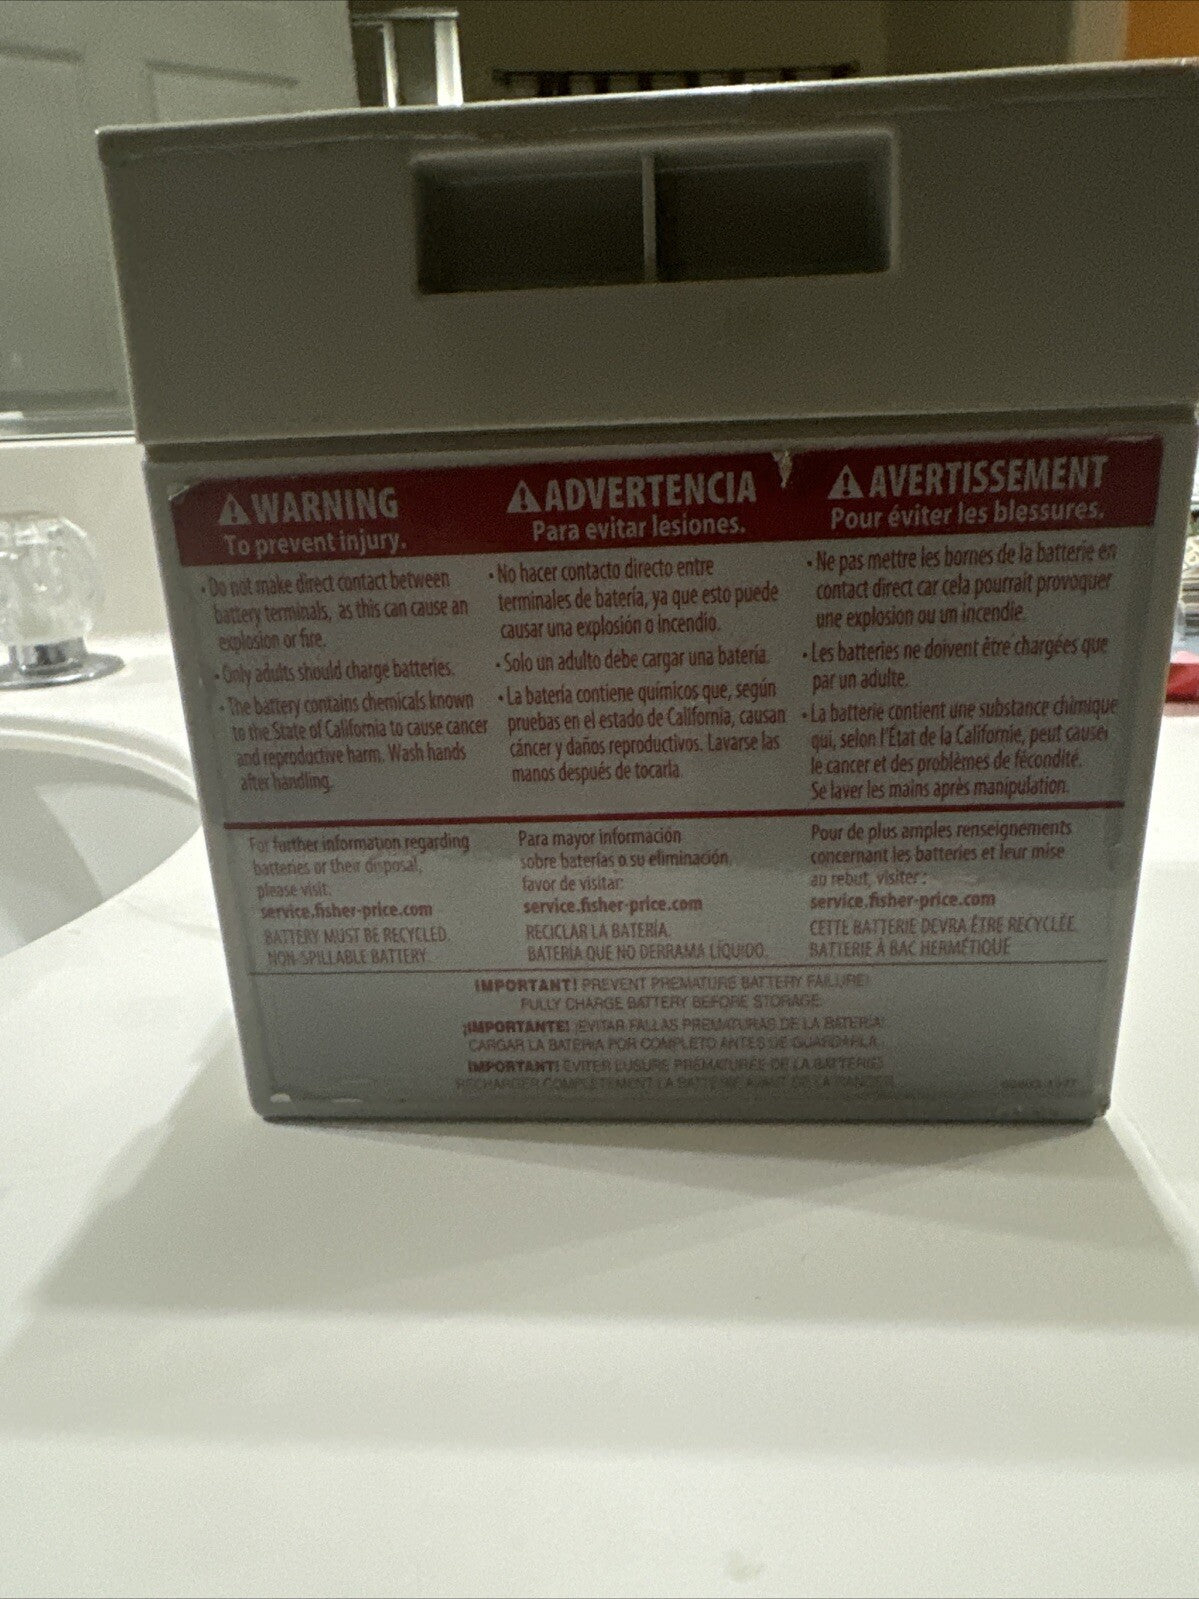 WARNING
To prevent injury.
• Do not make direct contact between
battery terminals, as this can cause an
explosion or fire.
• Only adults should charge batteries.
• The battery contains chemicals known
to the State of California to cause cancer
and reproductive harm. Wash hands
after handling.
For further information regarding
batteries or their disposal,
please visit:
service.fisher-price.com
BATTERY MUST BE RECYCLED.
NON-SPILLABLE BATTERY
ADVERTENCIA
Para evitar lesiones.
• No hacer contacto directo entre
terminales de batería, ya que esto puede
causar una explosión o incendio.
• Solo un adulto debe cargar una batería.
• La batería contiene químicos que, según
pruebas en el estado de California, causan
cáncer y daños reproductivos. Lavarse las
manos después de tocarla.
Para mayor información
sobre baterías o su eliminación,
favor de visitar:
service.fisher-price.com
RECICLAR LA BATERÍA.
BATERÍA QUE NO DERRAMA LÍQUIDO.
AVERTISSEMENT
Pour éviter les blessures.
• Ne pas mettre les bornes de la batterie en
contact direct car cela pourrait provoquer
une explosion ou un incendie.
• Les batteries ne doivent être chargées que
par un adulte.
• La batterie contient une substance chimique
qui, selon l'État de la Californie, peut causer
le cancer et des problèmes de fécondité.
Se laver les mains après manipulation.
Pour de plus amples renseignements
concernant les batteries et leur mise
au rebut, visiter :
service.fisher-price.com
CETTE BATTERIE DEVRA ÊTRE RECYCLÉE.
BATTERIE À BAC HERMÉTIQUE
IMPORTANT! PREVENT PREMATURE BATTERY FAILURE!
FULLY CHARGE BATTERY BEFORE STORAGE.
¡IMPORTANTE! ¡EVITAR FALLAS PREMATURAS DE LA BATERÍA!
CARGAR LA BATERÍA POR COMPLETO ANTES DE GUARDARLA.
IMPORTANT! ÉVITER L'USURE PRÉMATURÉE DE LA BATTERIE!
RECHARGER COMPLÈTEMENT LA BATTERIE AVANT DE LA RANGER.